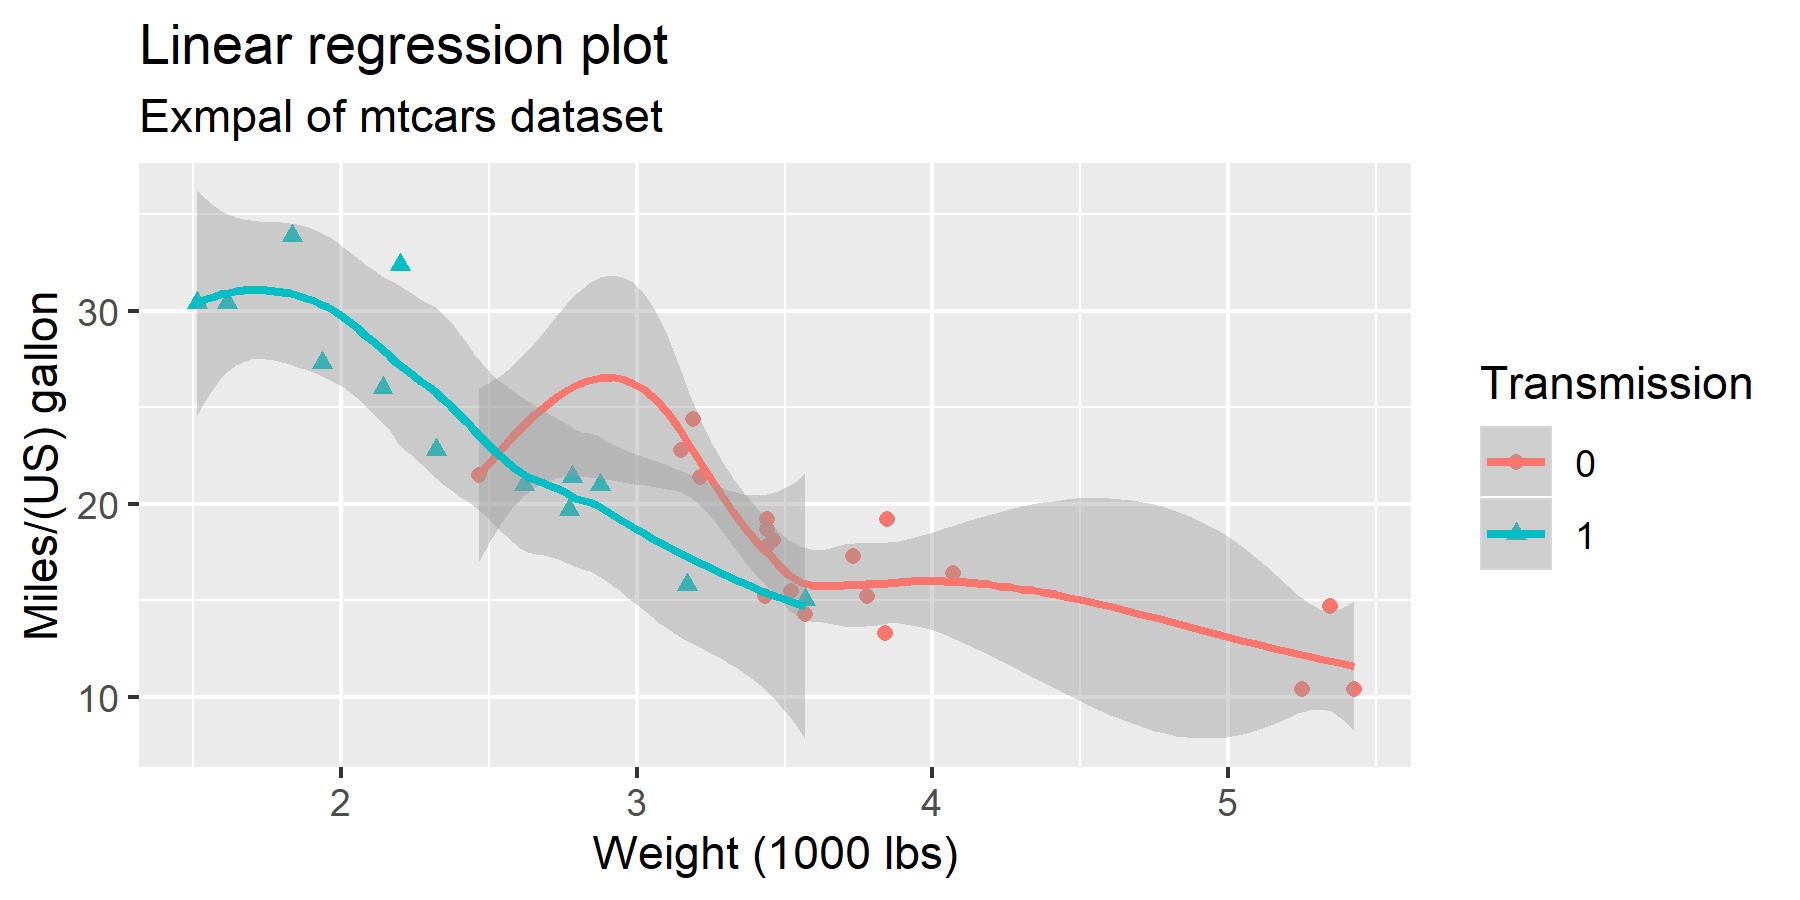 Linear regression plot
Exmpal of mtcars dataset
Miles/(US) gallon
30
20
10
2
3
4
5
Weight (1000 lbs)
Transmission
0
1